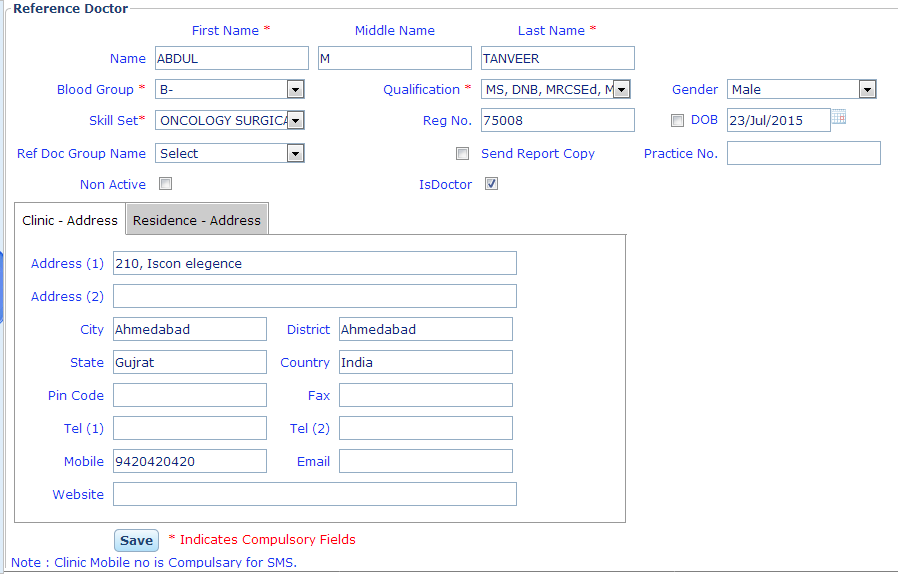 Reference Doctor
First Name * Middle Name Last Name *
Name ABDUL M TANVEER
Blood Group * B- Qualification * MS, DNB, MRCSEd, M Gender Male
Skill Set* ONCOLOGY SURGICA Reg No. 75008 DOB 23/Jul/2015
Ref Doc Group Name Select Send Report Copy Practice No.
Non Active IsDoctor
Clinic - Address Residence - Address
Address (1) 210, Iscon elegence
Address (2)
City Ahmedabad District Ahmedabad
State Gujrat Country India
Pin Code Fax
Tel (1) Tel (2)
Mobile 9420420420 Email
Website
Save * Indicates Compulsory Fields
Note : Clinic Mobile no is Compulsary for SMS.